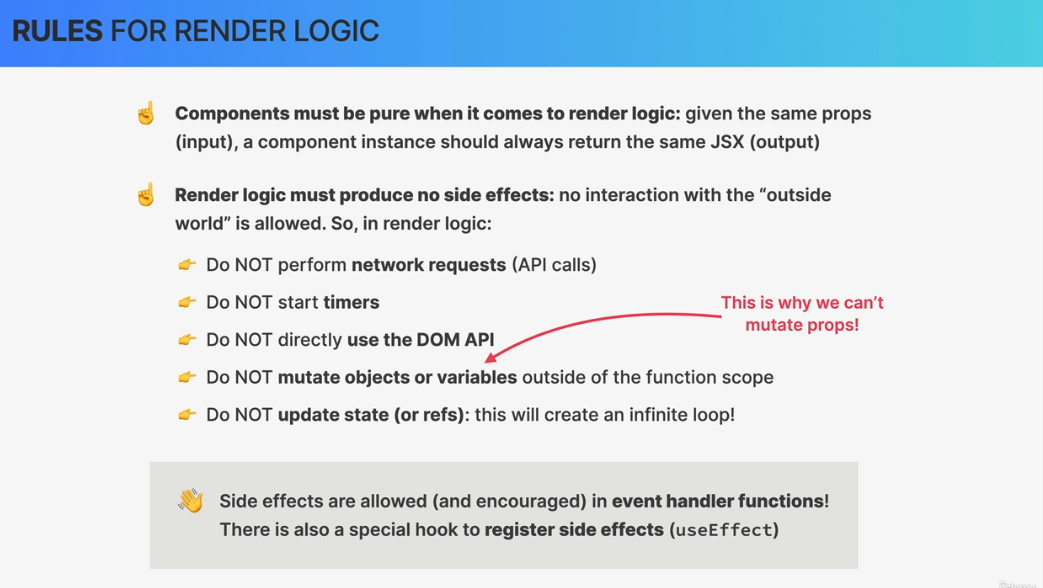 RULES FOR RENDER LOGIC
Components must be pure when it comes to render logic: given the same props
(input), a component instance should always return the same JSX (output)
Render logic must produce no side effects: no interaction with the “outside
world” is allowed. So, in render logic:
Do NOT perform network requests (API calls)
Do NOT start timers
This is why we can’t
mutate props!
Do NOT directly use the DOM API
Do NOT mutate objects or variables outside of the function scope
Do NOT update state (or refs): this will create an infinite loop!
Side effects are allowed (and encouraged) in event handler functions!
There is also a special hook to register side effects (useEffect)